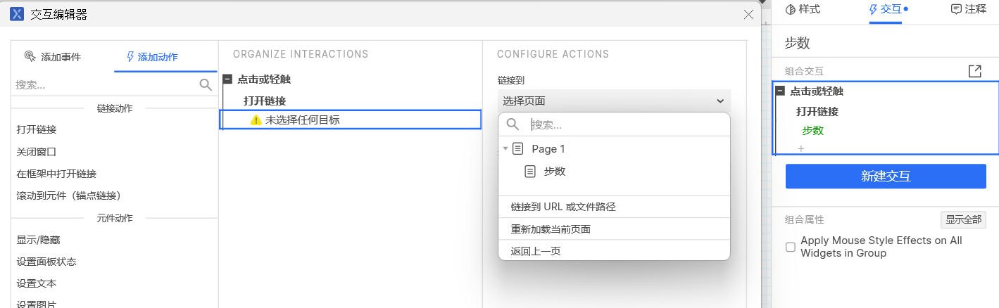 交互编辑器
添加事件
添加动作
搜索...
链接动作
打开链接
关闭窗口
在框架中打开链接
滚动到元件（锚点链接）
元件动作
显示/隐藏
设置面板状态
设置文本
设置图片
ORGANIZE INTERACTIONS
点击或轻触
打开链接
未选择任何目标
CONFIGURE ACTIONS
链接到
选择页面
搜索...
Page 1
步数
链接到 URL 或文件路径
重新加载当前页面
返回上一页
样式
交互
注释
步数
组合交互
点击或轻触
打开链接
步数
新建交互
组合属性
显示全部
Apply Mouse Style Effects on All
Widgets in Group